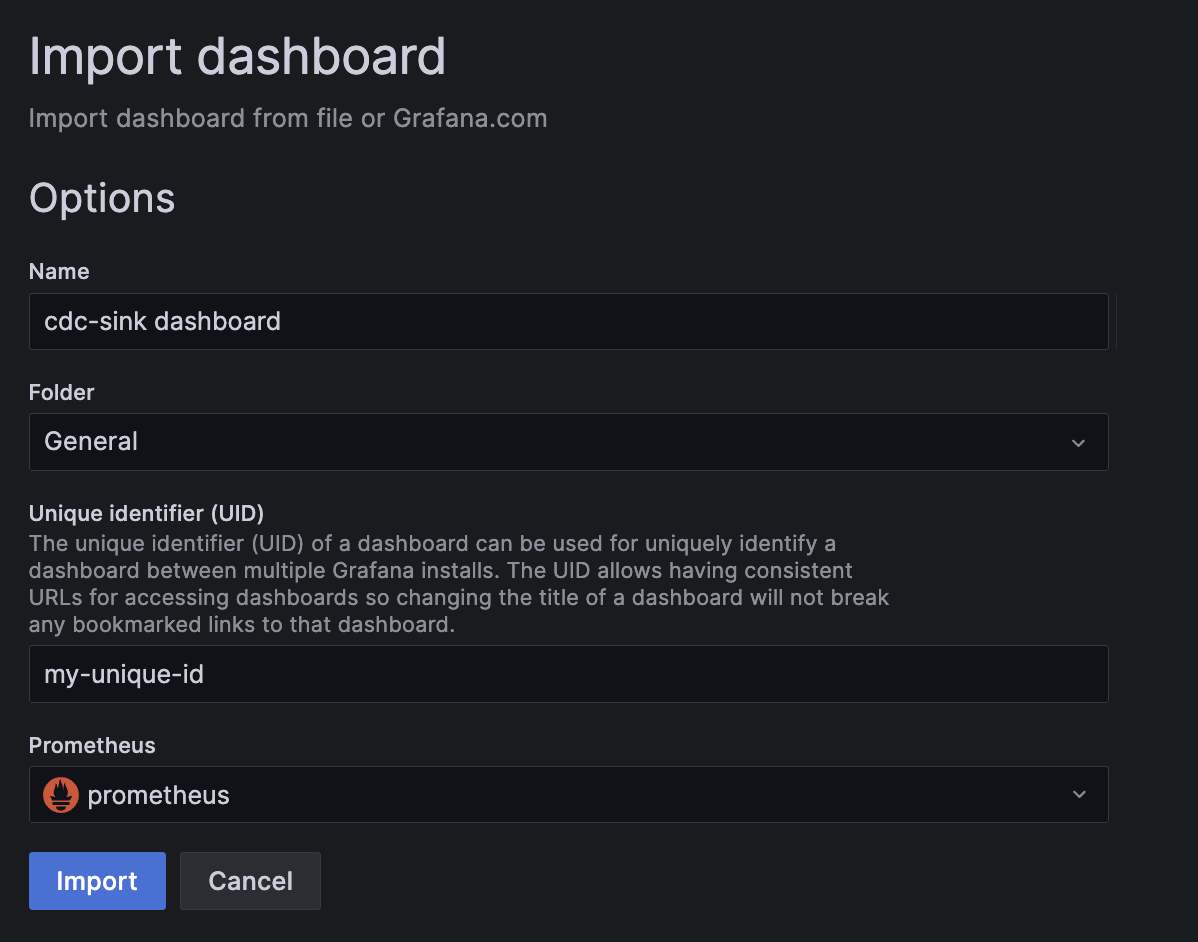 Import dashboard
Import dashboard from file or Grafana.com
Options
Name
cdc-sink dashboard
Folder
General
Unique identifier (UID)
The unique identifier (UID) of a dashboard can be used for uniquely identify a
dashboard between multiple Grafana installs. The UID allows having consistent
URLs for accessing dashboards so changing the title of a dashboard will not break
any bookmarked links to that dashboard.
my-unique-id
Prometheus
prometheus
Import Cancel